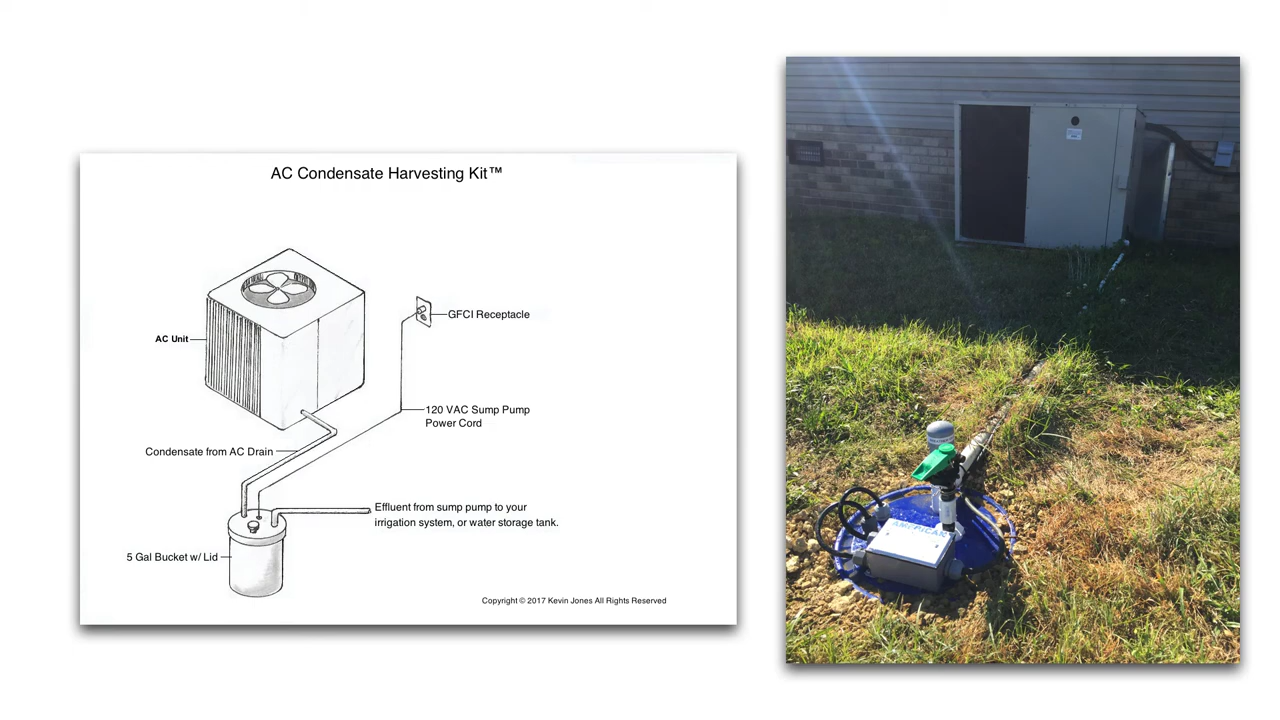 AC Condensate Harvesting Kit™
GFCI Receptacle
AC Unit
120 VAC Sump Pump
Power Cord
Condensate from AC Drain
Effluent from sump pump to your
irrigation system, or water storage tank.
5 Gal Bucket w/ Lid
Copyright © 2017 Kevin Jones All Rights Reserved
AMERICAN